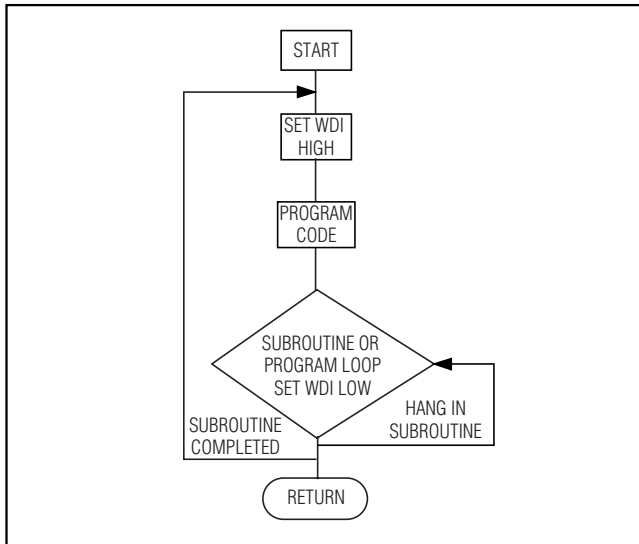 START
SET WDI
HIGH
PROGRAM
CODE
SUBROUTINE OR
PROGRAM LOOP
SET WDI LOW
HANG IN
SUBROUTINE
SUBROUTINE
COMPLETED
RETURN